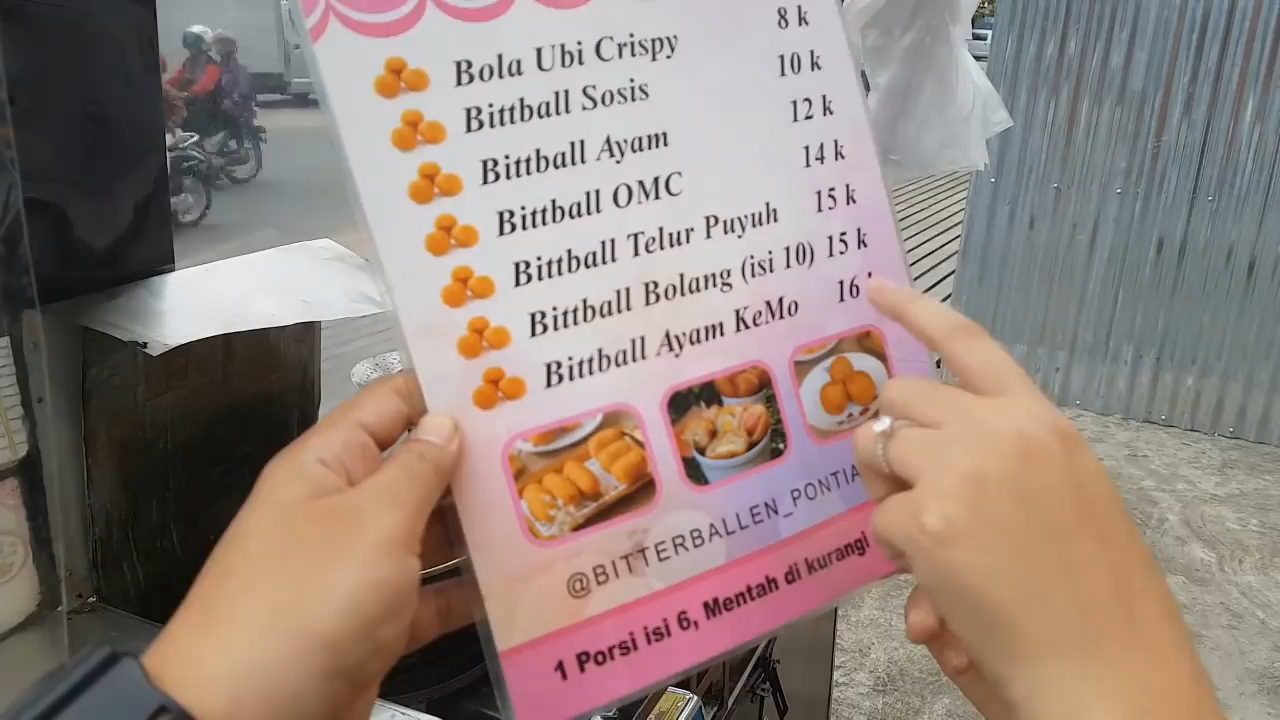 Bola Ubi Crispy 8 k
Bittball Sosis 10 k
Bittball Ayam 12 k
Bittball OMC 14 k
Bittball Telur Puyuh 15 k
Bittball Bolang (isi 10) 15 k
Bittball Ayam KeMo 16
@BITTERBALLEN_PONTIA
1 Porsi isi 6, Mentah di kurangi